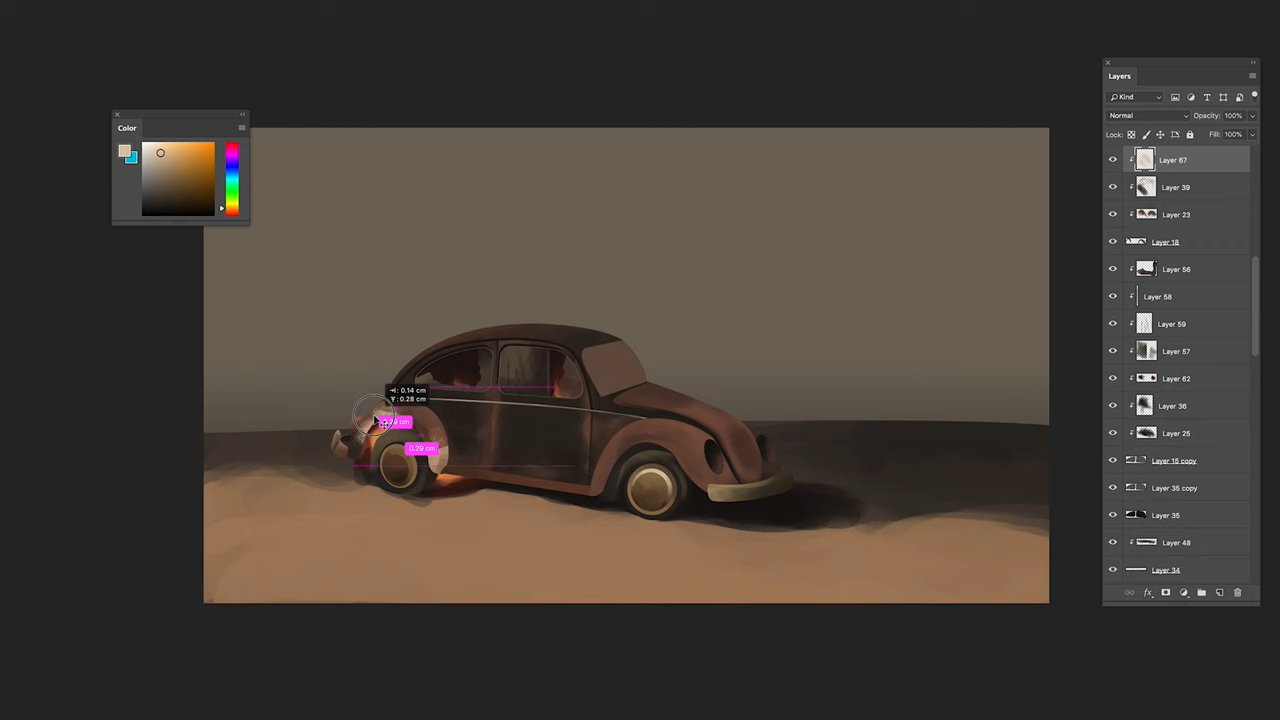 Color
Layers
Kind
Normal
Opacity: 100%
Lock:
Fill: 100%
Layer 67
Layer 39
Layer 23
Layer 18
Layer 56
Layer 58
Layer 59
Layer 57
Layer 62
Layer 36
Layer 25
Layer 15 copy
Layer 35 copy
Layer 35
Layer 48
Layer 34
: 0.14 cm
: 0.28 cm
0.29 cm
fx